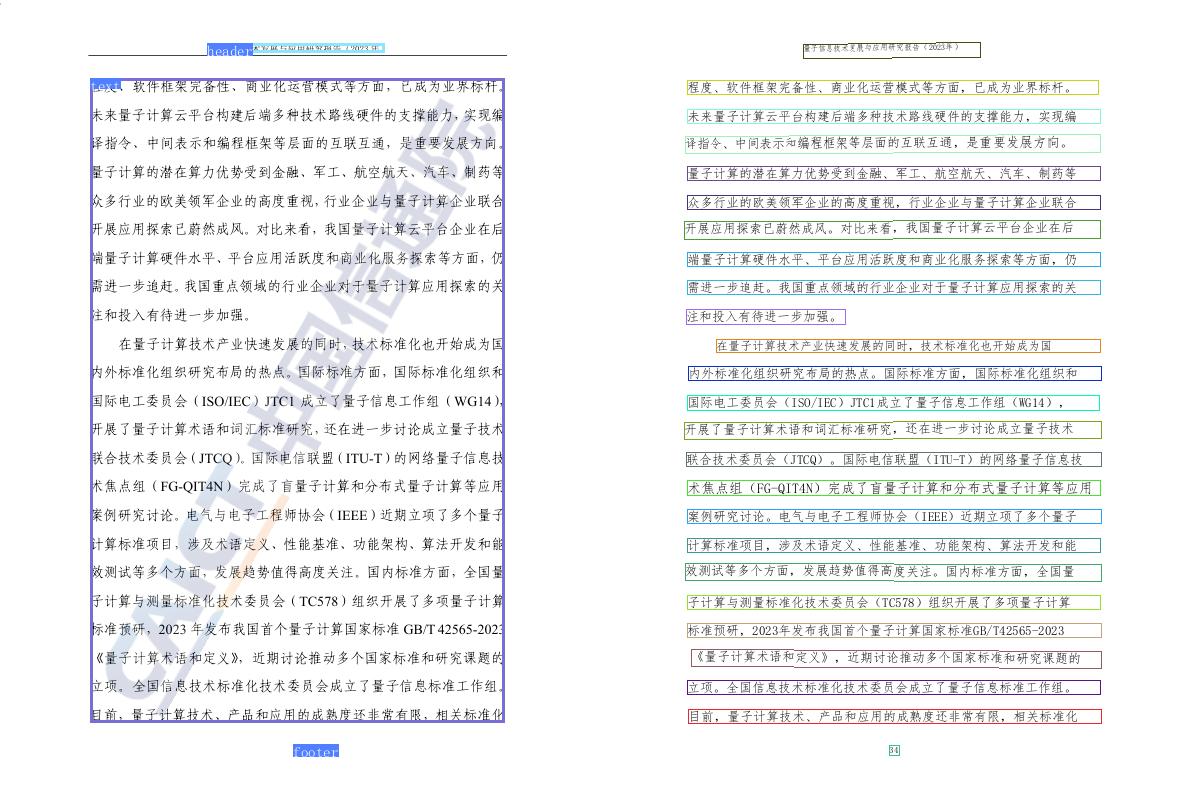 header
术发展与应用研究报告（2023年
text
程度、软件框架完备性、商业化运营模式等方面，已成为业界标杆。
未来量子计算云平台构建后端多种技术路线硬件的支撑能力，实现编
译指令、中间表示和编程框架等层面的互联互通，是重要发展方向。
量子计算的潜在算力优势受到金融、军工、航空航天、汽车、制药等
众多行业的欧美领军企业的高度重视，行业企业与量子计算企业联合
开展应用探索已蔚然成风。对比来看，我国量子计算云平台企业在后
端量子计算硬件水平、平台应用活跃度和商业化服务探索等方面，仍
需进一步追赶。我国重点领域的行业企业对于量子计算应用探索的关
注和投入有待进一步加强。
在量子计算技术产业快速发展的同时，技术标准化也开始成为国
内外标准化组织研究布局的热点。国际标准方面，国际标准化组织和
国际电工委员会（ISO/IEC）JTC1 成立了量子信息工作组（WG14），
开展了量子计算术语和词汇标准研究，还在进一步讨论成立量子技术
联合技术委员会（JTCQ）。国际电信联盟（ITU-T）的网络量子信息技
术焦点组（FG-QIT4N）完成了盲量子计算和分布式量子计算等应用
案例研究讨论。电气与电子工程师协会（IEEE）近期立项了多个量子
计算标准项目，涉及术语定义、性能基准、功能架构、算法开发和能
效测试等多个方面，发展趋势值得高度关注。国内标准方面，全国量
子计算与测量标准化技术委员会（TC578）组织开展了多项量子计算
标准预研，2023 年发布我国首个量子计算国家标准 GB/T 42565-2023
《量子计算术语和定义》，近期讨论推动多个国家标准和研究课题的
立项。全国信息技术标准化技术委员会成立了量子信息标准工作组。
目前，量子计算技术、产品和应用的成熟度还非常有限，相关标准化
CAICT 中国信通院
footer
量子信息技术发展与应用研究报告（2023年）
程度、软件框架完备性、商业化运营模式等方面，已成为业界标杆。
未来量子计算云平台构建后端多种技术路线硬件的支撑能力，实现编
译指令、中间表示和编程框架等层面的互联互通，是重要发展方向。
量子计算的潜在算力优势受到金融、军工、航空航天、汽车、制药等
众多行业的欧美领军企业的高度重视，行业企业与量子计算企业联合
开展应用探索已蔚然成风。对比来看，我国量子计算云平台企业在后
端量子计算硬件水平、平台应用活跃度和商业化服务探索等方面，仍
需进一步追赶。我国重点领域的行业企业对于量子计算应用探索的关
注和投入有待进一步加强。
在量子计算技术产业快速发展的同时，技术标准化也开始成为国
内外标准化组织研究布局的热点。国际标准方面，国际标准化组织和
国际电工委员会（ISO/IEC）JTC1成立了量子信息工作组（WG14），
开展了量子计算术语和词汇标准研究，还在进一步讨论成立量子技术
联合技术委员会（JTCQ）。国际电信联盟（ITU-T）的网络量子信息技
术焦点组（FG-QIT4N）完成了盲量子计算和分布式量子计算等应用
案例研究讨论。电气与电子工程师协会（IEEE）近期立项了多个量子
计算标准项目，涉及术语定义、性能基准、功能架构、算法开发和能
效测试等多个方面，发展趋势值得高度关注。国内标准方面，全国量
子计算与测量标准化技术委员会（TC578）组织开展了多项量子计算
标准预研，2023年发布我国首个量子计算国家标准GB/T42565-2023
《量子计算术语和定义》，近期讨论推动多个国家标准和研究课题的
立项。全国信息技术标准化技术委员会成立了量子信息标准工作组。
目前，量子计算技术、产品和应用的成熟度还非常有限，相关标准化
34